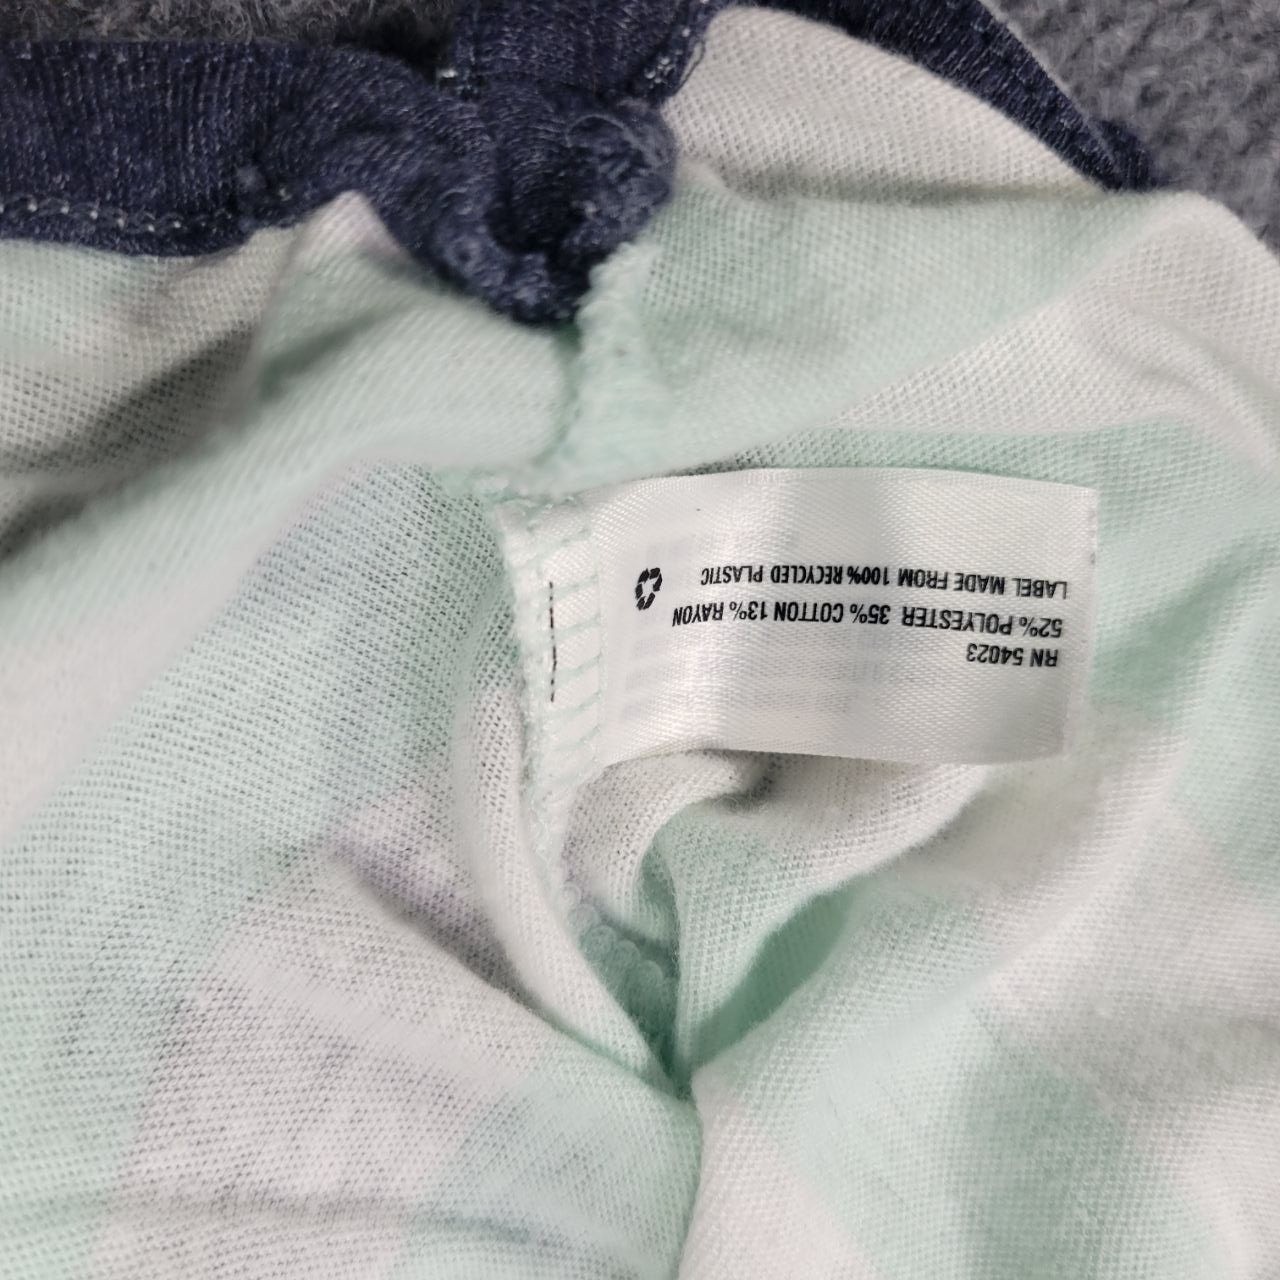 RN 54023
52% POLYESTER 35% COTTON 13% RAYON
LABEL MADE FROM 100% RECYCLED PLASTIC